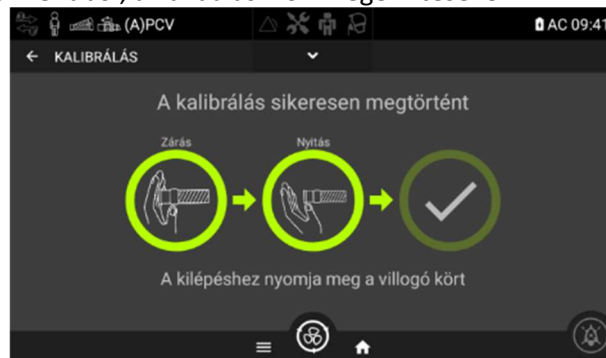 (A)PCV
AC 09:41
KALIBRÁLÁS
A kalibrálás sikeresen megtörtént
Zárás
Nyitás
A kilépéshez nyomja meg a villogó kört